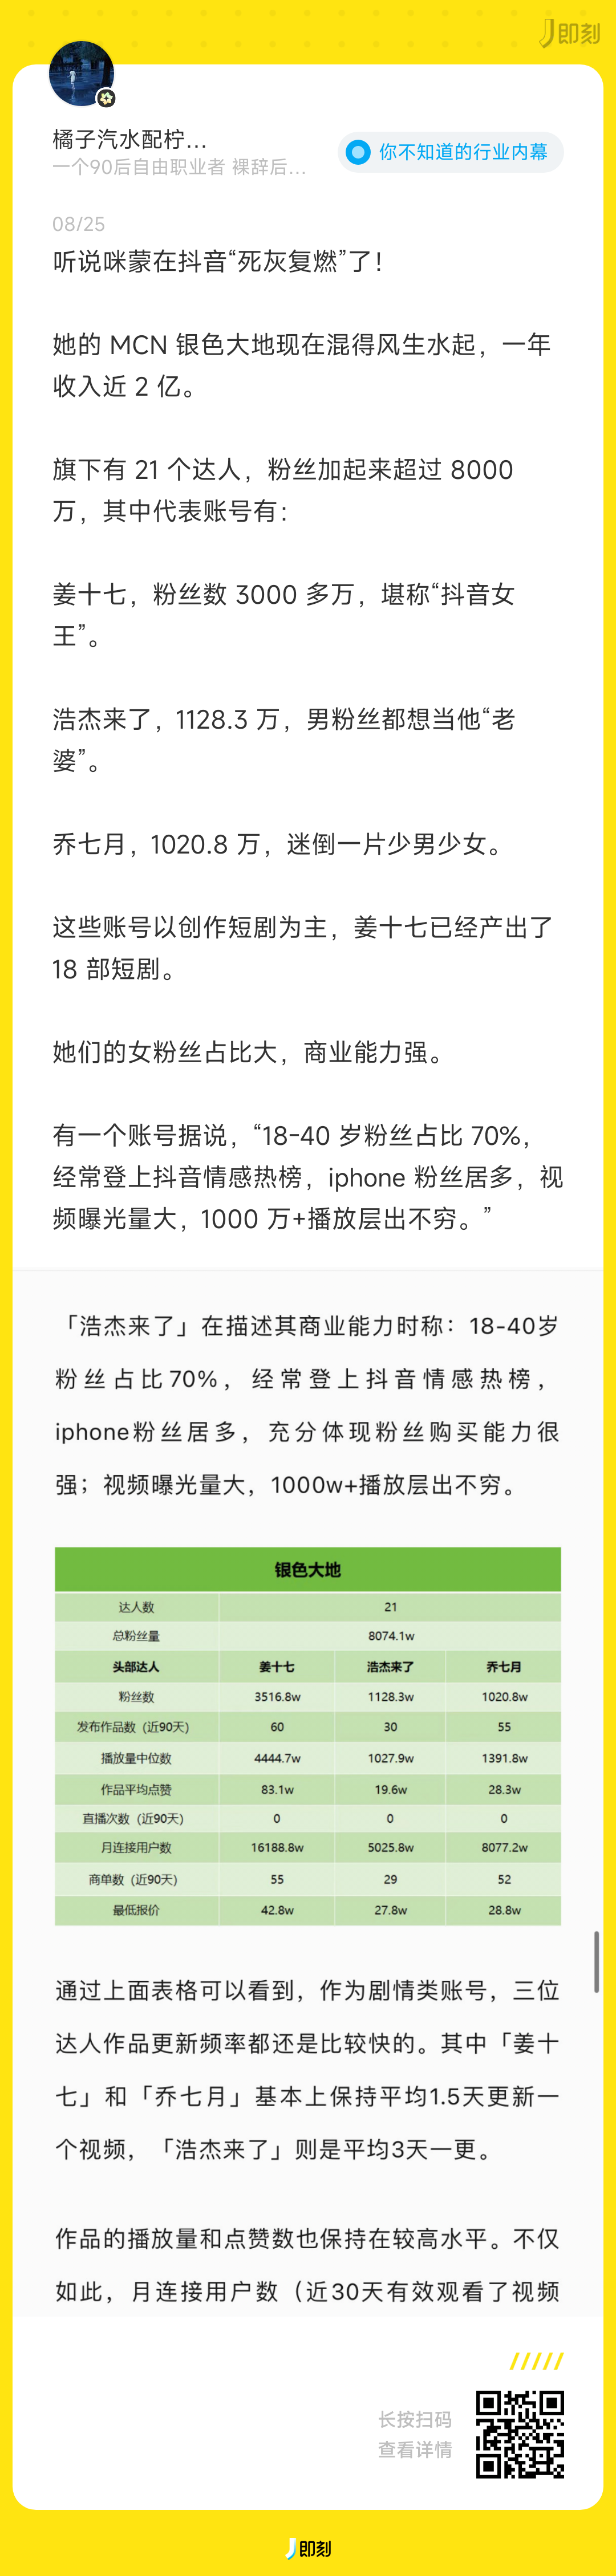 即刻
橘子汽水配柠...
一个90后自由职业者 裸辞后...
你不知道的行业内幕
08/25
听说咪蒙在抖音“死灰复燃”了！
她的 MCN 银色大地现在混得风生水起，一年
收入近 2 亿。
旗下有 21 个达人，粉丝加起来超过 8000
万，其中代表账号有：
姜十七，粉丝数 3000 多万，堪称“抖音女
王”。
浩杰来了，1128.3 万，男粉丝都想当他“老
婆”。
乔七月，1020.8 万，迷倒一片少男少女。
这些账号以创作短剧为主，姜十七已经产出了
18 部短剧。
她们的女粉丝占比大，商业能力强。
有一个账号据说，“18-40 岁粉丝占比 70%，
经常登上抖音情感热榜，iphone 粉丝居多，视
频曝光量大，1000 万+播放层出不穷。”
「浩杰来了」在描述其商业能力时称：18-40岁
粉丝占比70%，经常登上抖音情感热榜，
iphone粉丝居多，充分体现粉丝购买能力很
强；视频曝光量大，1000w+播放层出不穷。
银色大地
达人数 21
总粉丝量 8074.1w
头部达人 姜十七 浩杰来了 乔七月
粉丝数 3516.8w 1128.3w 1020.8w
发布作品数（近90天） 60 30 55
播放量中位数 4444.7w 1027.9w 1391.8w
作品平均点赞 83.1w 19.6w 28.3w
直播次数（近90天） 0 0 0
月连接用户数 16188.8w 5025.8w 8077.2w
商单数（近90天） 55 29 52
最低报价 42.8w 27.8w 28.8w
通过上面表格可以看到，作为剧情类账号，三位
达人作品更新频率都还是比较快的。其中「姜十
七」和「乔七月」基本上保持平均1.5天更新一
个视频，「浩杰来了」则是平均3天一更。
作品的播放量和点赞数也保持在较高水平。不仅
如此，月连接用户数（近30天有效观看了视频
长按扫码
查看详情
即刻